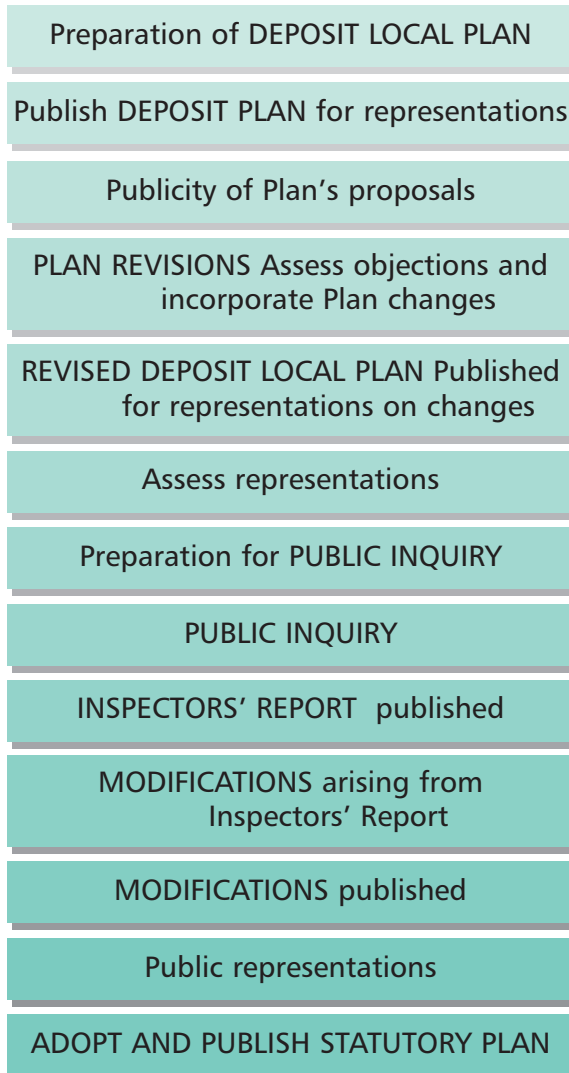 Preparation of DEPOSIT LOCAL PLAN
Publish DEPOSIT PLAN for representations
Publicity of Plan’s proposals
PLAN REVISIONS Assess objections and
incorporate Plan changes
REVISED DEPOSIT LOCAL PLAN Published
for representations on changes
Assess representations
Preparation for PUBLIC INQUIRY
PUBLIC INQUIRY
INSPECTORS’ REPORT published
MODIFICATIONS arising from
Inspectors’ Report
MODIFICATIONS published
Public representations
ADOPT AND PUBLISH STATUTORY PLAN